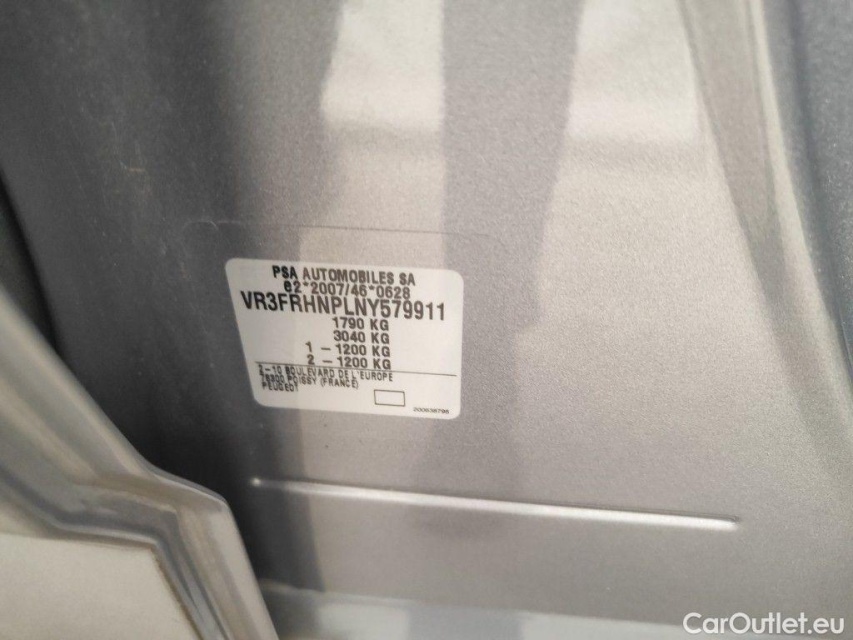 PSA AUTOMOBILES SA
e2*2007/46*0628
VR3FRHNPLNY579911
1790 KG
3040 KG
1 - 1200 KG
2 - 1200 KG
2-10 BOULEVARD DE L'EUROPE
78300 POISSY (FRANCE)
PEUGEOT
CarOutlet.eu